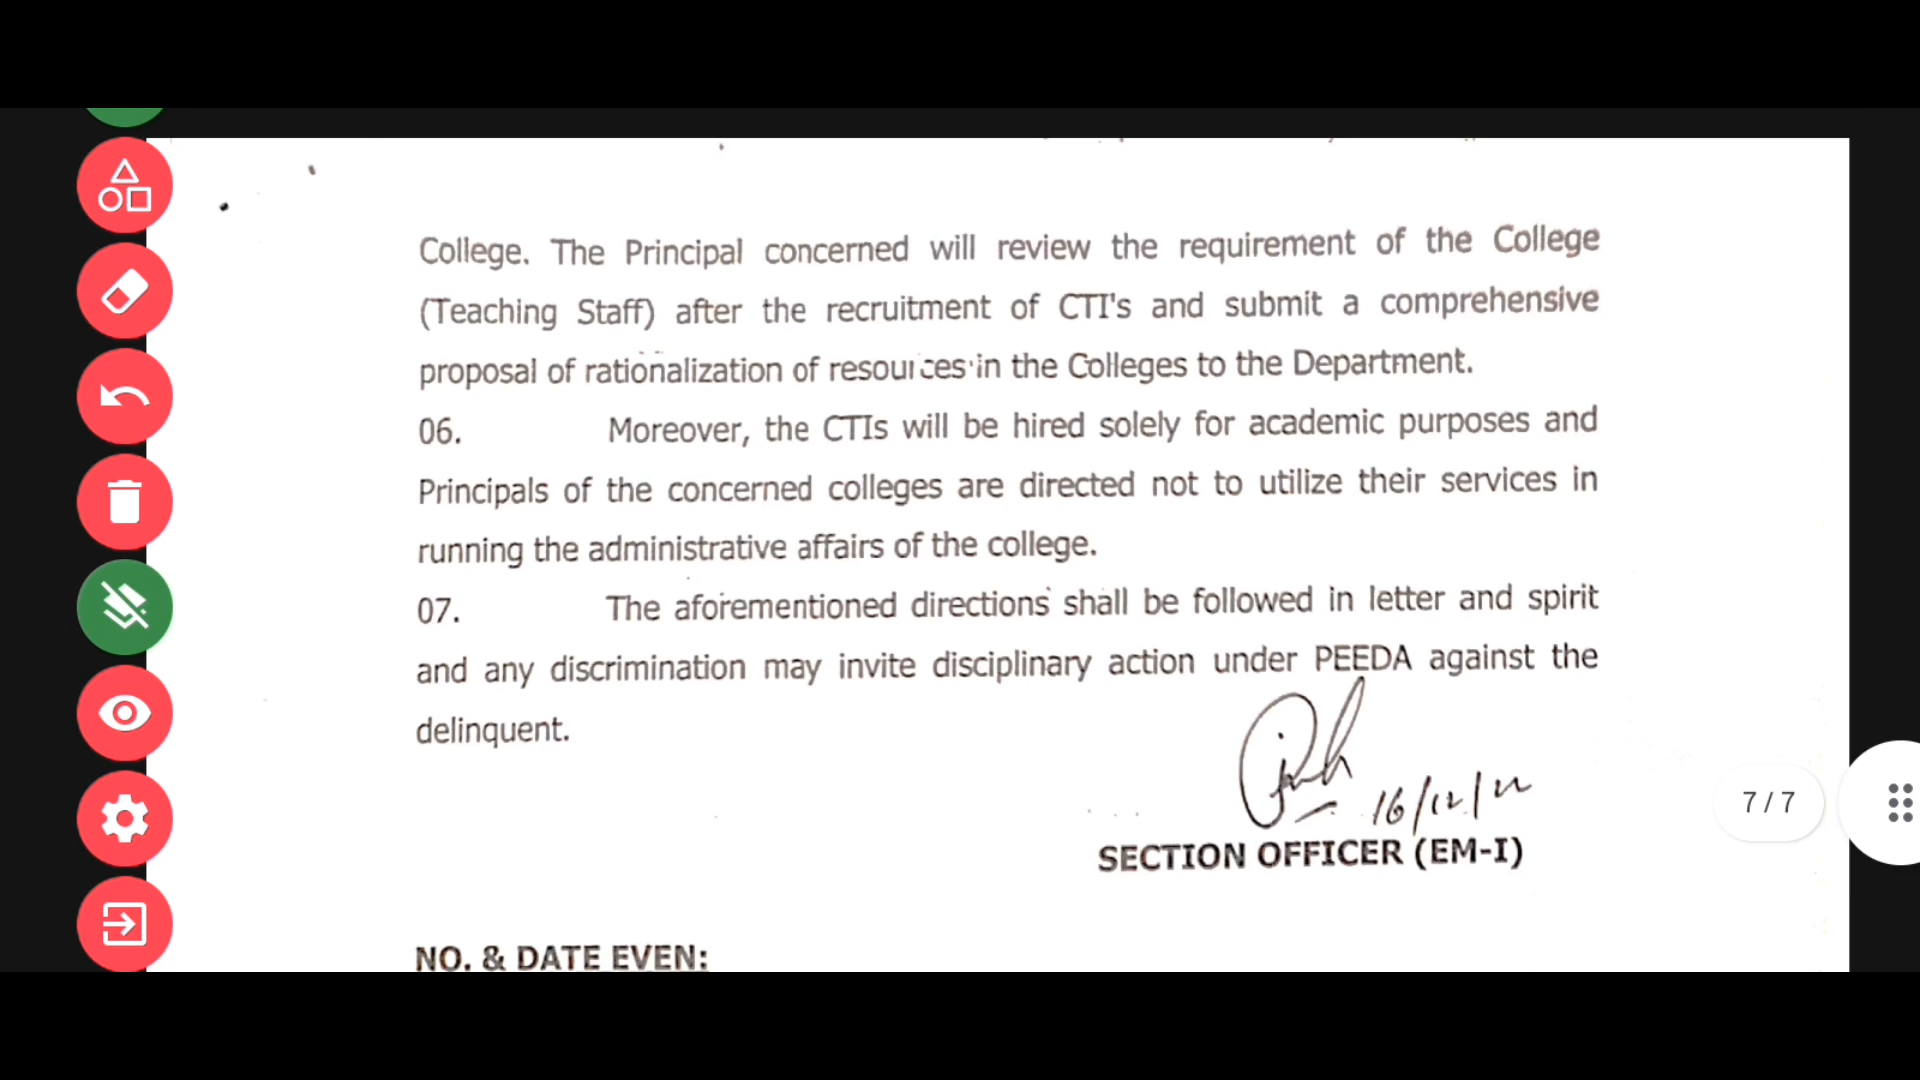 College. The Principal concerned will review the requirement of the College
(Teaching Staff) after the recruitment of CTI's and submit a comprehensive
proposal of rationalization of resources in the Colleges to the Department.
06. Moreover, the CTIs will be hired solely for academic purposes and
Principals of the concerned colleges are directed not to utilize their services in
running the administrative affairs of the college.
07. The aforementioned directions shall be followed in letter and spirit
and any discrimination may invite disciplinary action under PEEDA against the
delinquent.
16/12/22
SECTION OFFICER (EM-I)
7 / 7
NO. & DATE EVEN: